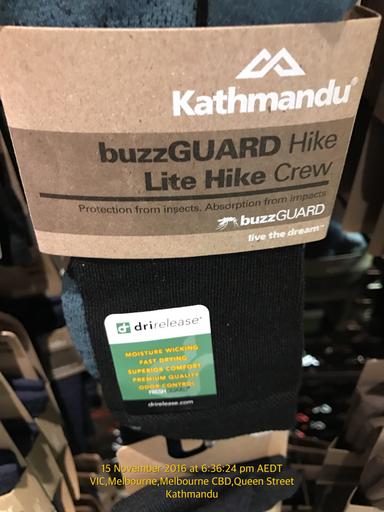 Kathmandu®
buzzGUARD Hike
Lite Hike Crew
Protection from insects. Absorption from impacts
buzzGUARD
live the dream™
drirelease®
MOISTURE WICKING
FAST DRYING
SUPERIOR COMFORT
PREMIUM QUALITY
ODOR CONTROL
drirelease.com
15 November 2016 at 6:36:24 pm AEDT
VIC,Melbourne,Melbourne CBD,Queen Street
Kathmandu